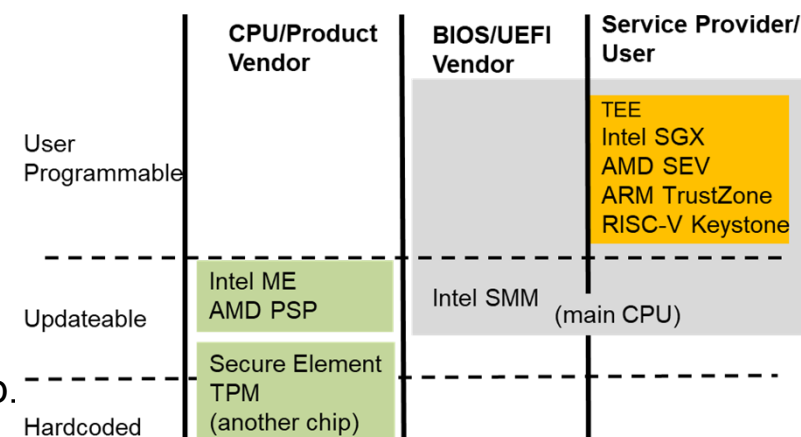 CPU/Product
Vendor
BIOS/UEFI
Vendor
Service Provider/
User
User
Programmable
TEE
Intel SGX
AMD SEV
ARM TrustZone
RISC-V Keystone
Updateable
Intel ME
AMD PSP
Intel SMM
(main CPU)
Secure Element
TPM
(another chip)
Hardcoded